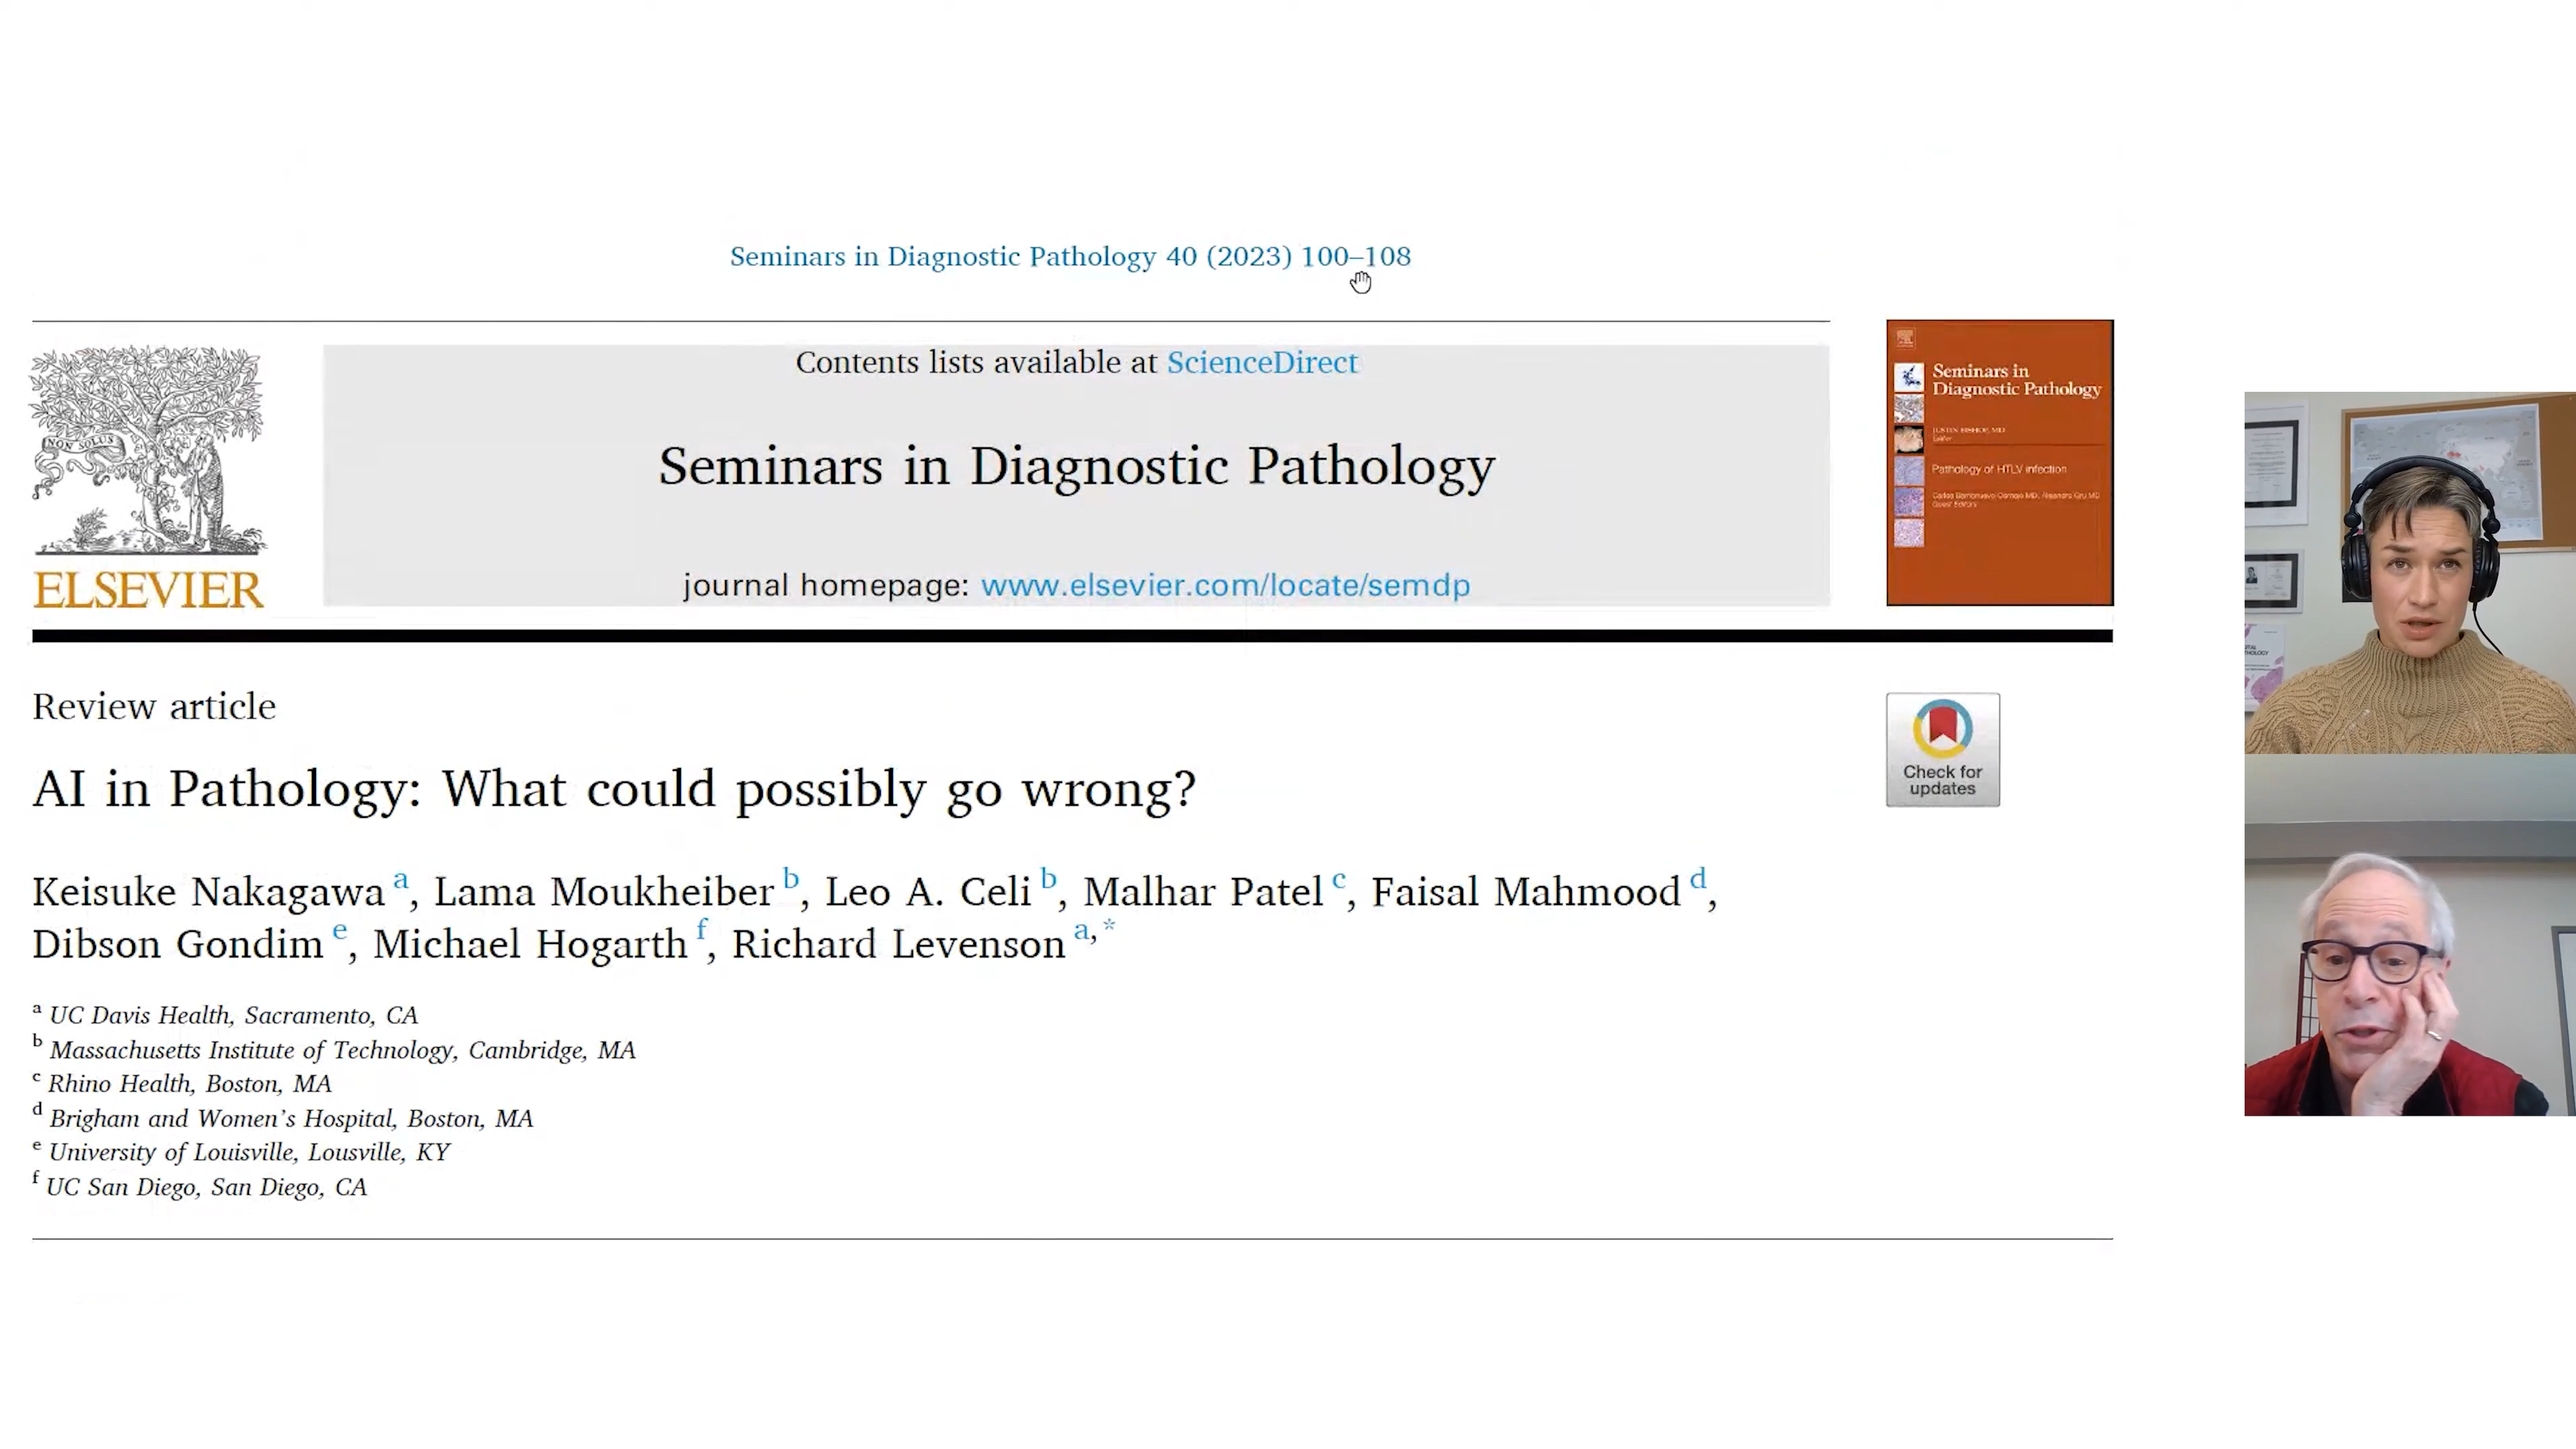 Seminars in Diagnostic Pathology 40 (2023) 100–108
Contents lists available at ScienceDirect
Seminars in Diagnostic Pathology
journal homepage: www.elsevier.com/locate/semdp
NON SOLUS
ELSEVIER
Seminars in
Diagnostic Pathology
Pathology of HTLV infection
Review article
Check for
updates
AI in Pathology: What could possibly go wrong?
Keisuke Nakagawa a, Lama Moukheiber b, Leo A. Celi b, Malhar Patel c, Faisal Mahmood d,
Dibson Gondim e, Michael Hogarth f, Richard Levenson a,*
a UC Davis Health, Sacramento, CA
b Massachusetts Institute of Technology, Cambridge, MA
c Rhino Health, Boston, MA
d Brigham and Women's Hospital, Boston, MA
e University of Louisville, Lousville, KY
f UC San Diego, San Diego, CA